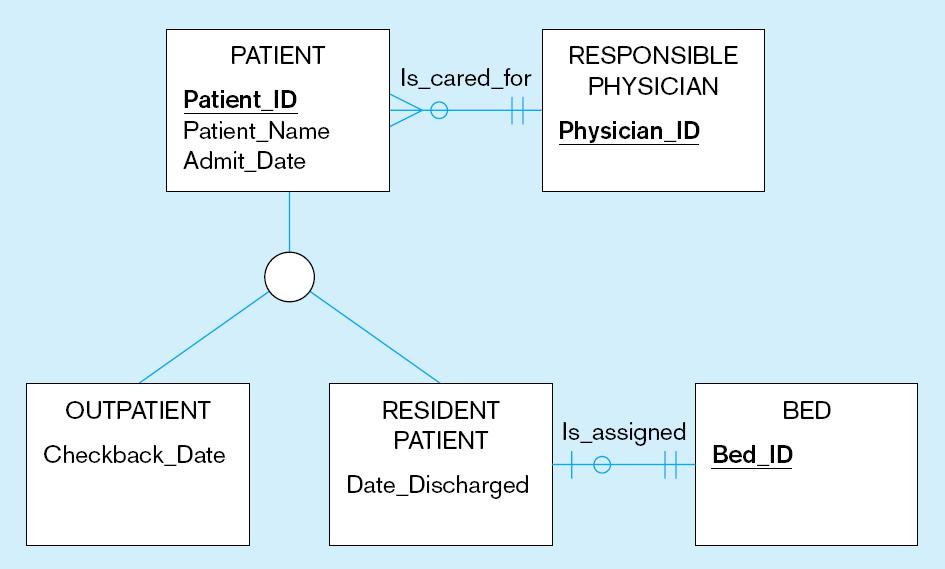 PATIENT
Patient_ID
Patient_Name
Admit_Date
Is_cared_for
RESPONSIBLE
PHYSICIAN
Physician_ID
OUTPATIENT
Checkback_Date
RESIDENT
PATIENT
Date_Discharged
Is_assigned
BED
Bed_ID